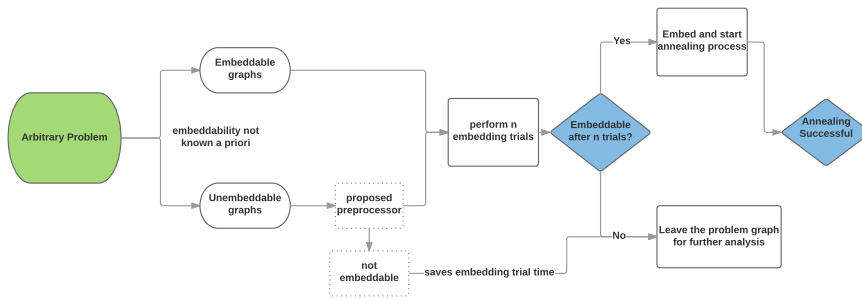 Arbitrary Problem
Embeddable
graphs
embeddability not
known a priori
Unembeddable
graphs
proposed
preprocessor
not
embeddable
saves embedding trial time
perform n
embedding trials
Embeddable
after n trials?
Yes
No
Embed and start
annealing process
Leave the problem graph
for further analysis
Annealing
Successful